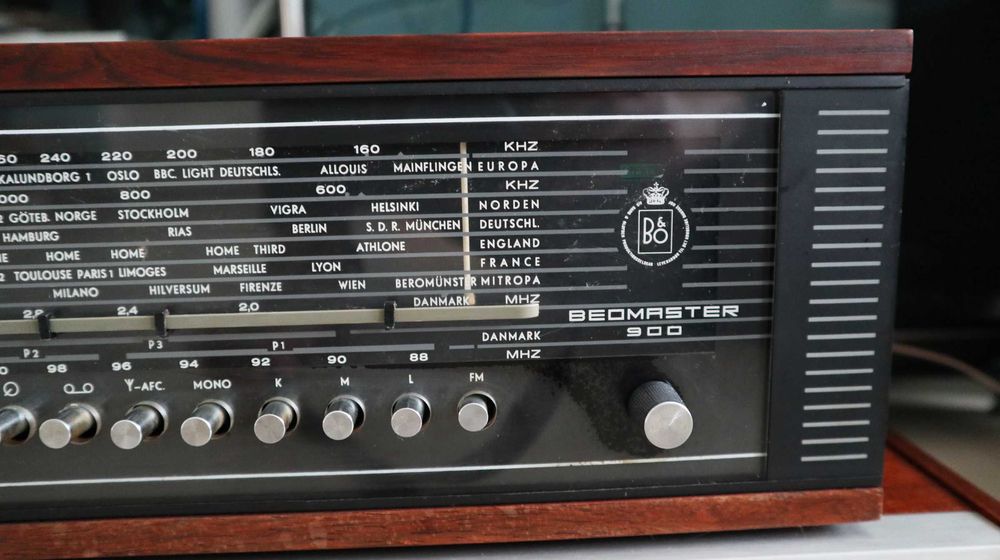 260 240 220 200 180 160 KHZ
KALUNDBORG 1 OSLO BBC. LIGHT DEUTSCHLS. ALLOUIS MAINFLINGEN EUROPA
800 600 KHZ
2 GÖTEB. NORGE STOCKHOLM VIGRA HELSINKI NORDEN
HAMBURG RIAS BERLIN S.D.R. MÜNCHEN DEUTSCHL.
HOME HOME HOME THIRD ATHLONE ENGLAND
2 TOULOUSE PARIS 1 LIMOGES MARSEILLE LYON FRANCE
MILANO HILVERSUM FIRENZE WIEN BEROMÜNSTER MITROPA
DANMARK MHZ
2,4 2,0
BEOMASTER
900
B&O
DANMARK
P2 P3 P1
98 96 94 92 90 88 MHZ
Y-AFC. MONO K M L FM